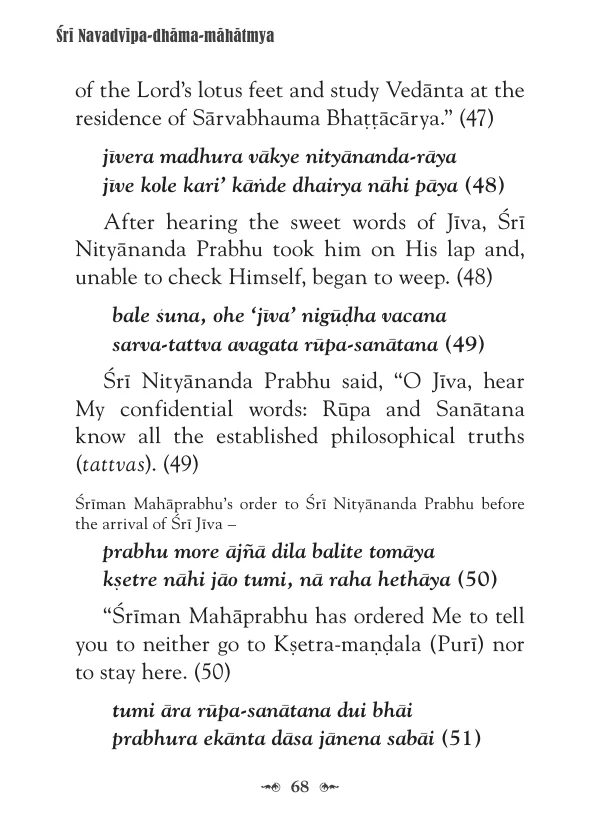 Śrī Navadvīpa-dhāma-māhātmya
of the Lord's lotus feet and study Vedānta at the
residence of Sārvabhauma Bhaṭṭācārya.” (47)
jīvera madhura vākye nityānanda-rāya
jīve kole kari’ kāṅde dhairya nāhi pāya (48)
After hearing the sweet words of Jīva, Śrī
Nityānanda Prabhu took him on His lap and,
unable to check Himself, began to weep. (48)
bale śuna, ohe ‘jīva’ nigūḍha vacana
sarva-tattva avagata rūpa-sanātana (49)
Śrī Nityānanda Prabhu said, “O Jīva, hear
My confidential words: Rūpa and Sanātana
know all the established philosophical truths
(tattvas). (49)
Śrīman Mahāprabhu's order to Śrī Nityānanda Prabhu before
the arrival of Śrī Jīva –
prabhu more ājñā dila balite tomāya
kṣetre nāhi jāo tumi, nā raha hethāya (50)
“Śrīman Mahāprabhu has ordered Me to tell
you to neither go to Kṣetra-maṇḍala (Purī) nor
to stay here. (50)
tumi āra rūpa-sanātana dui bhāi
prabhura ekānta dāsa jānena sabāi (51)
68